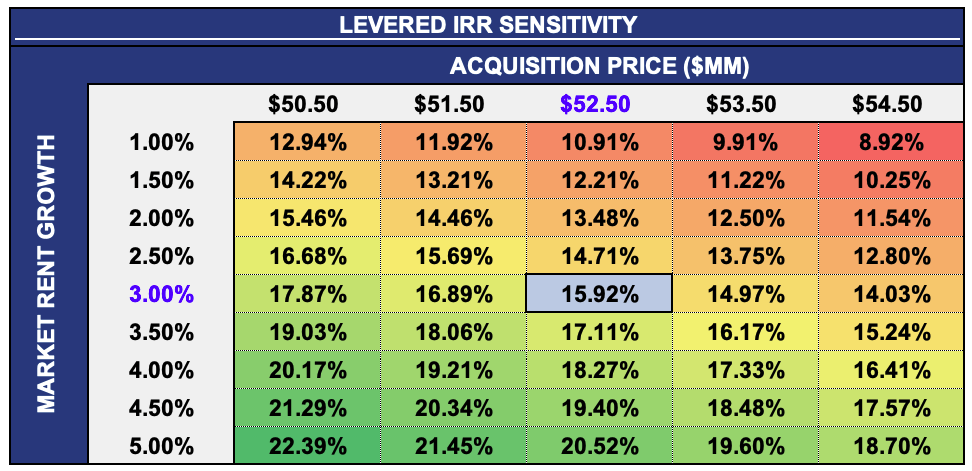 LEVERED IRR SENSITIVITY
ACQUISITION PRICE ($MM)
$50.50 $51.50 $52.50 $53.50 $54.50
MARKET RENT GROWTH
1.00% 12.94% 11.92% 10.91% 9.91% 8.92%
1.50% 14.22% 13.21% 12.21% 11.22% 10.25%
2.00% 15.46% 14.46% 13.48% 12.50% 11.54%
2.50% 16.68% 15.69% 14.71% 13.75% 12.80%
3.00% 17.87% 16.89% 15.92% 14.97% 14.03%
3.50% 19.03% 18.06% 17.11% 16.17% 15.24%
4.00% 20.17% 19.21% 18.27% 17.33% 16.41%
4.50% 21.29% 20.34% 19.40% 18.48% 17.57%
5.00% 22.39% 21.45% 20.52% 19.60% 18.70%